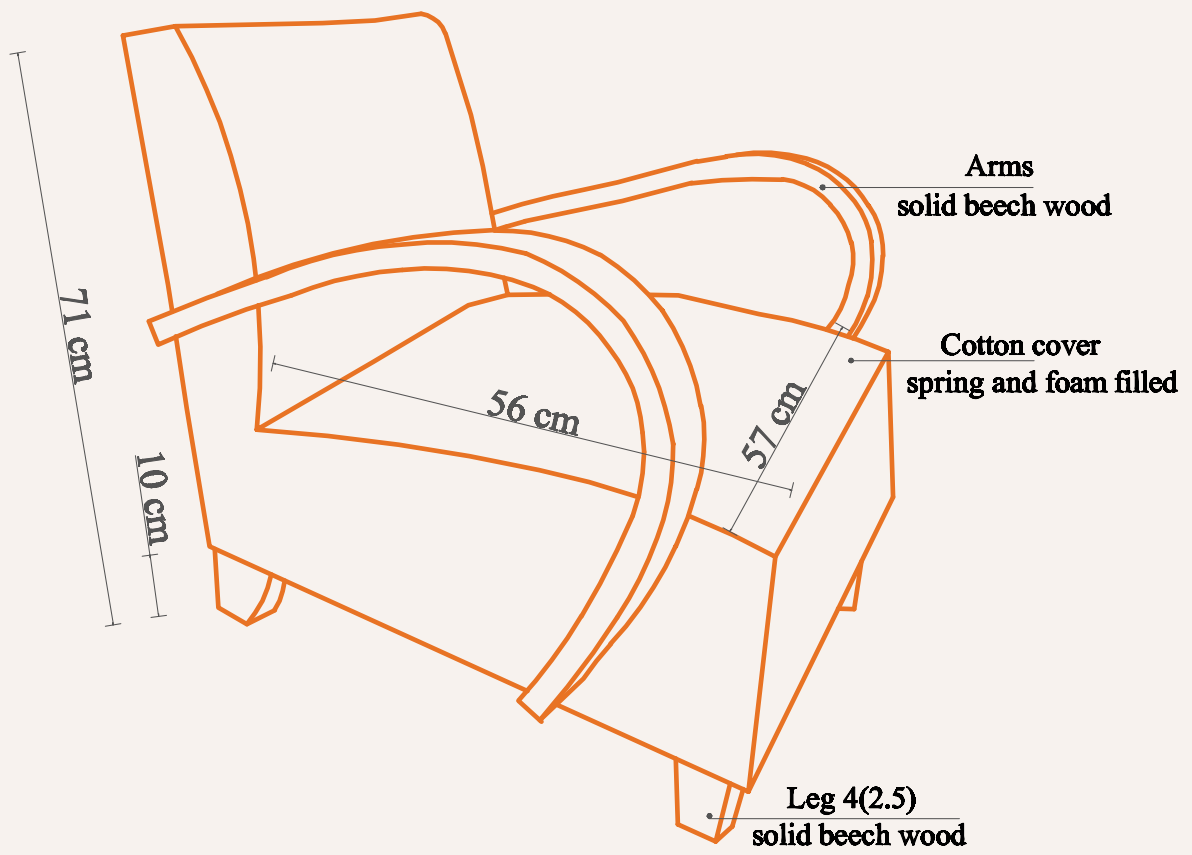 Arms
solid beech wood
71 cm
Cotton cover
spring and foam filled
56 cm
57 cm
10 cm
Leg 4(2.5)
solid beech wood